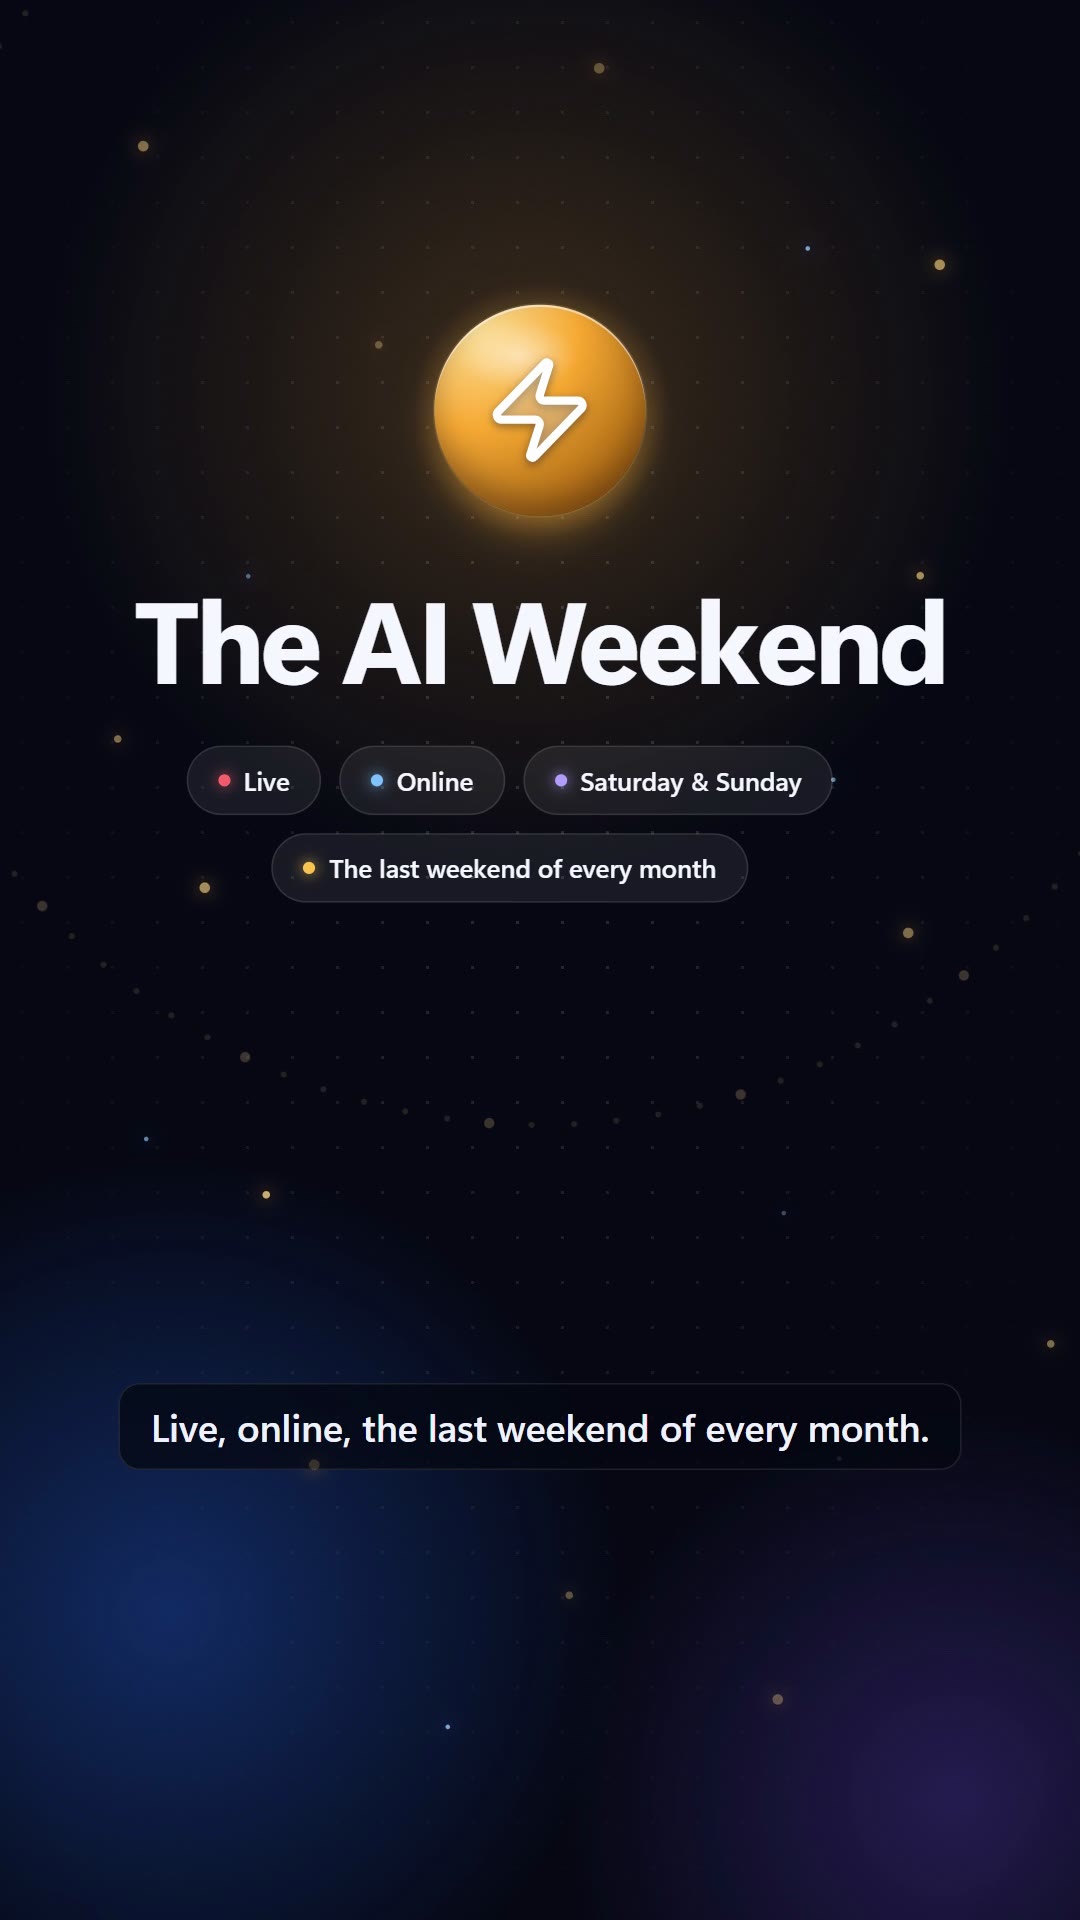 The AI Weekend
Live
Online
Saturday & Sunday
The last weekend of every month
Live, online, the last weekend of every month.